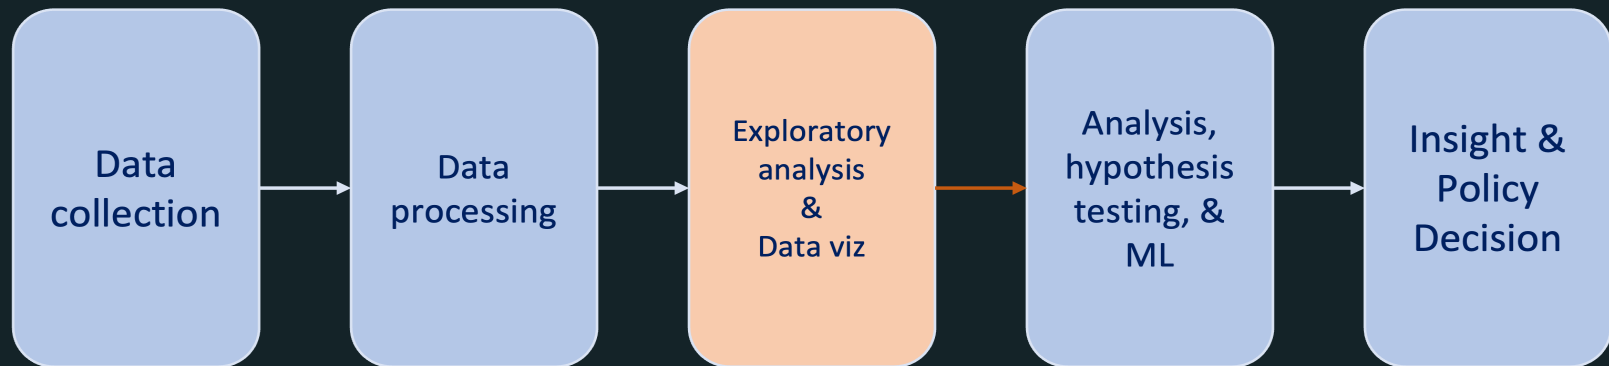 Data
collection
Data
processing
Exploratory
analysis
&
Data viz
Analysis,
hypothesis
testing, &
ML
Insight &
Policy
Decision